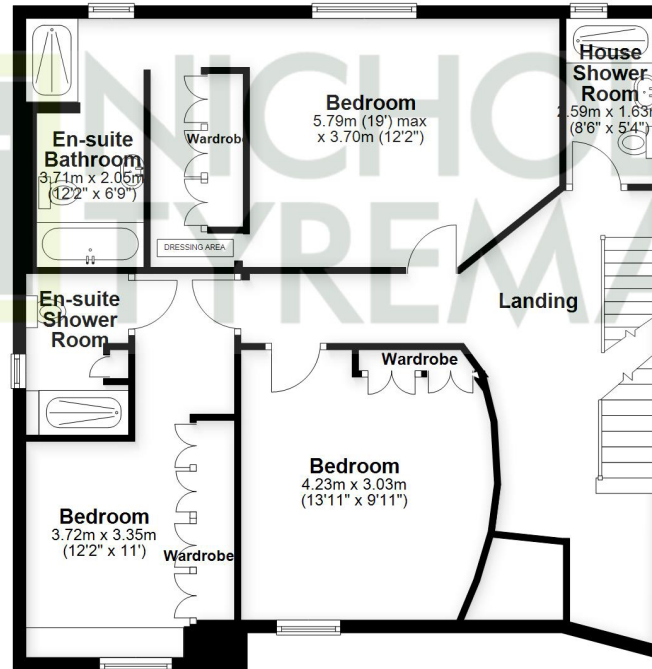 NICHOL
TYREMA
House
Shower
Room
2.59m x 1.63m
(8'6" x 5'4")
Bedroom
5.79m (19') max
x 3.70m (12'2")
Wardrobe
En-suite
Bathroom
3.71m x 2.05m
(12'2" x 6'9")
DRESSING AREA
Landing
En-suite
Shower
Room
Wardrobe
Bedroom
4.23m x 3.03m
(13'11" x 9'11")
Bedroom
3.72m x 3.35m
(12'2" x 11')
Wardrobe